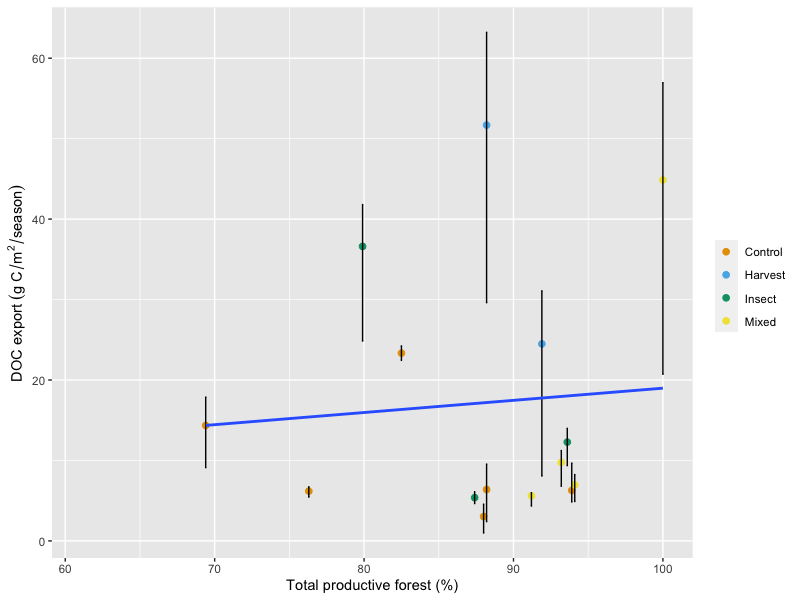 60
40
20
0
DOC export (g C/m²/season)
60
70
80
90
100
Total productive forest (%)
Control
Harvest
Insect
Mixed